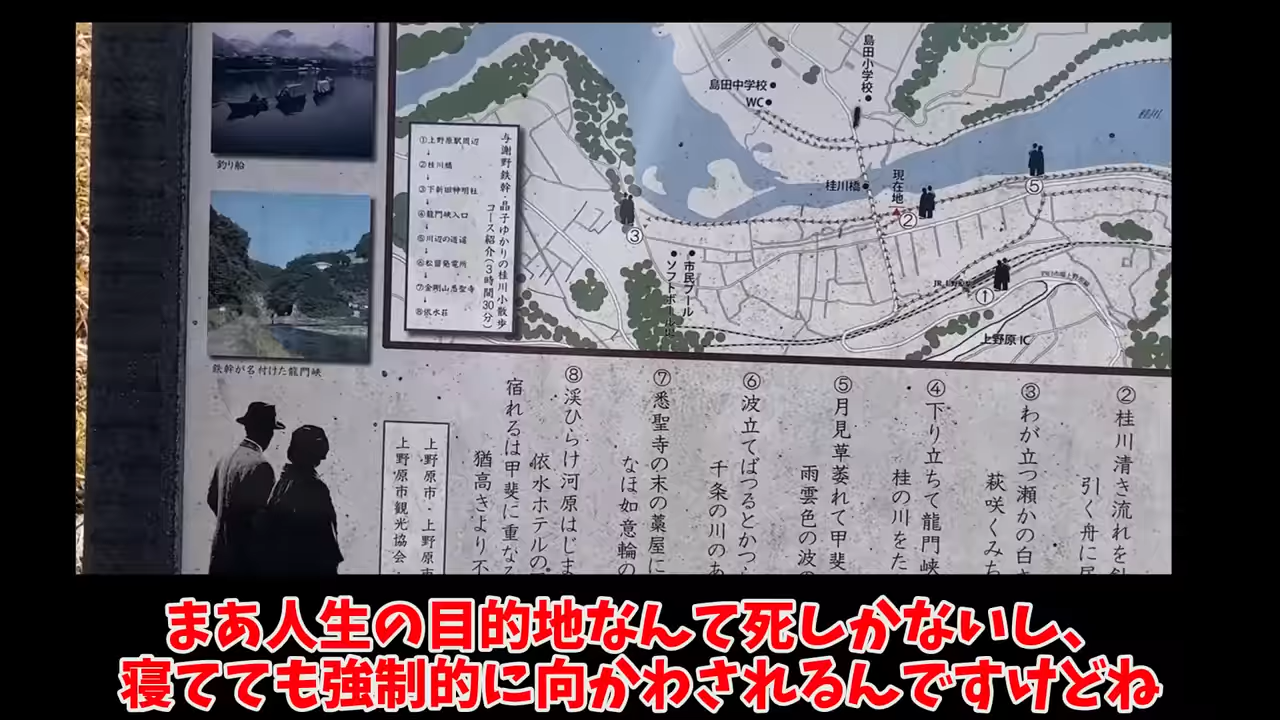 釣り船
鉄幹が名付けた龍門峡
与謝野鉄幹・晶子ゆかりの桂川小散歩
コース紹介(3時間30分)
①上野原駅周辺
↓
②桂川橋
↓
③下新田神明社
↓
④龍門峡入口
↓
⑤川辺の逍遥
↓
⑥松留発電所
↓
⑦金剛山悉聖寺
↓
⑧依水荘
島田中学校
WC
島田小学校
桂川
桂川橋
現在地
②
⑤
③
①
市民プール
ソフトボール
上野原 IC
②桂川清き流れを
引く舟に
③わが立つ瀬かの白
萩咲くみち
④下り立ちて龍門峡
桂の川をた
⑤月見草萎れて甲斐
雨雲色の波の
⑥波立てばつるとかつ
千条の川のあ
⑦悉聖寺の末の藁屋に
なほ如意輪の
⑧渓ひらけ河原はじま
依水ホテルの
宿れるは甲斐に重なる
猶高きより不
上野原市・上野原市
上野原市観光協会
まあ人生の目的地なんて死しかないし、
寝てても強制的に向かわされるんですけどね